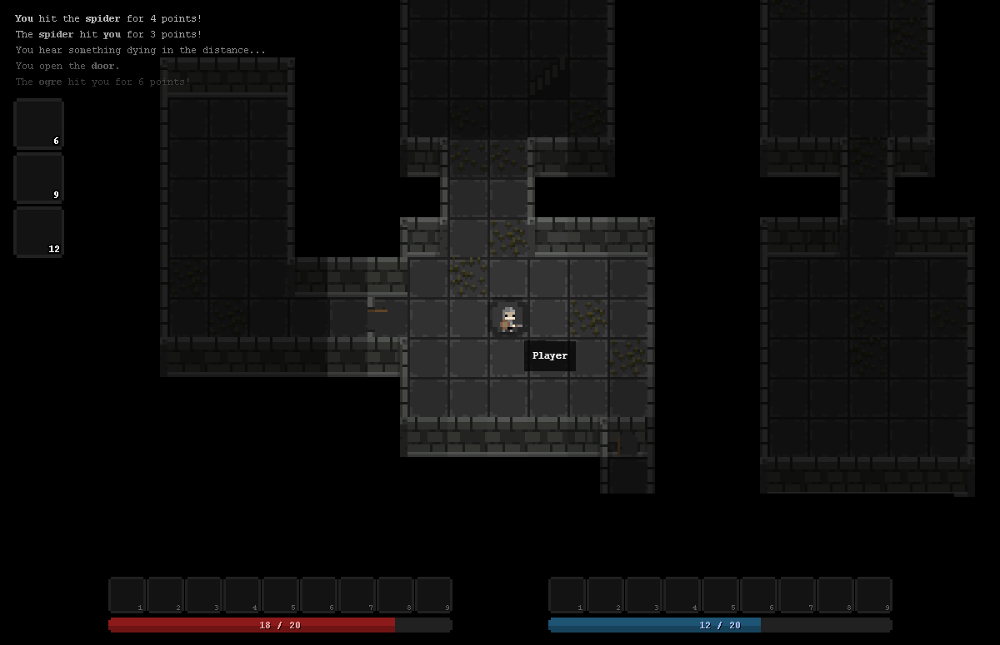 You hit the spider for 4 points!
The spider hit you for 3 points!
You hear something dying in the distance...
You open the door.
The ogre hit you for 6 points!
6
9
12
Player
1 2 3 4 5 6 7 8 9
1 2 3 4 5 6 7 8 9
18 / 20
12 / 20